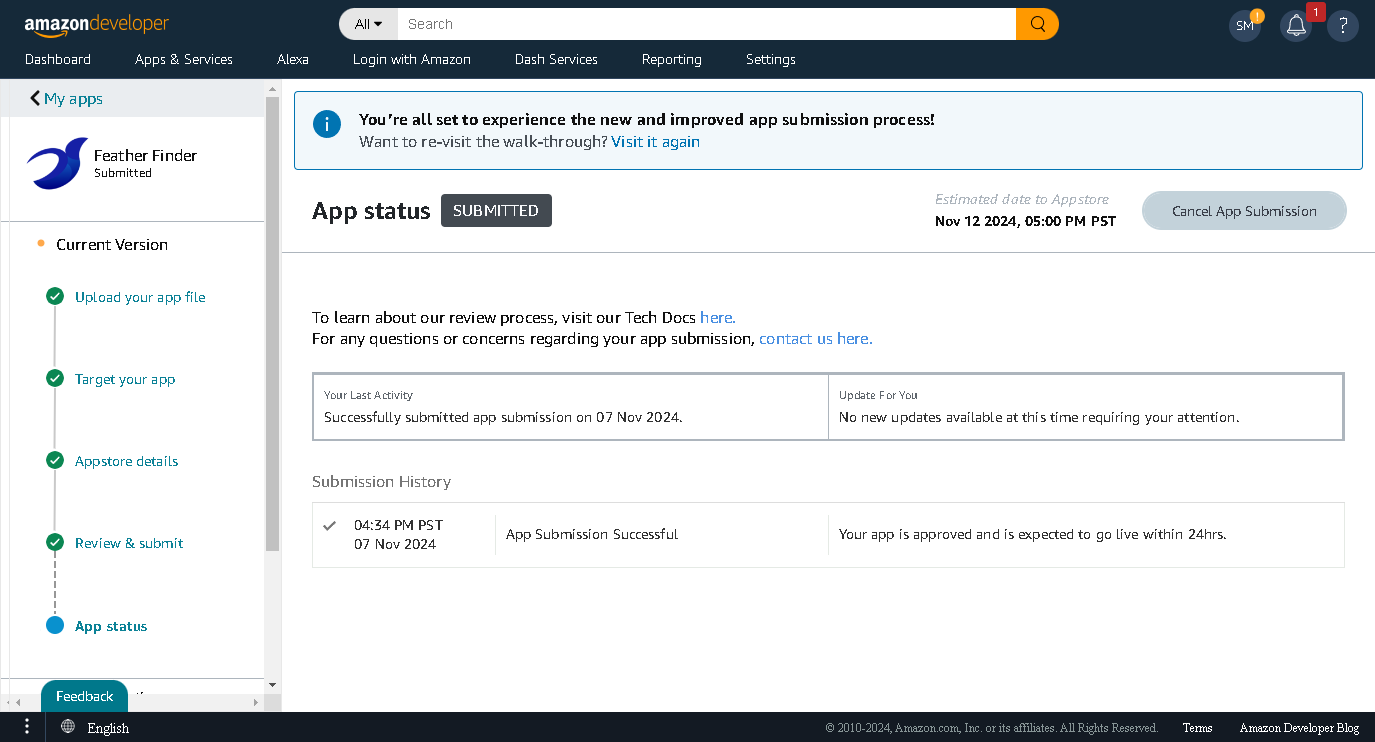 amazondeveloper
All
Search
SM
!
1
?
Dashboard
Apps & Services
Alexa
Login with Amazon
Dash Services
Reporting
Settings
My apps
Feather Finder
Submitted
Current Version
Upload your app file
Target your app
Appstore details
Review & submit
App status
Feedback
i
You're all set to experience the new and improved app submission process!
Want to re-visit the walk-through? Visit it again
App status SUBMITTED
Estimated date to Appstore
Nov 12 2024, 05:00 PM PST
Cancel App Submission
To learn about our review process, visit our Tech Docs here.
For any questions or concerns regarding your app submission, contact us here.
Your Last Activity
Successfully submitted app submission on 07 Nov 2024.
Update For You
No new updates available at this time requiring your attention.
Submission History
04:34 PM PST
07 Nov 2024
App Submission Successful
Your app is approved and is expected to go live within 24hrs.
English
© 2010-2024, Amazon.com, Inc. or its affiliates. All Rights Reserved.
Terms
Amazon Developer Blog